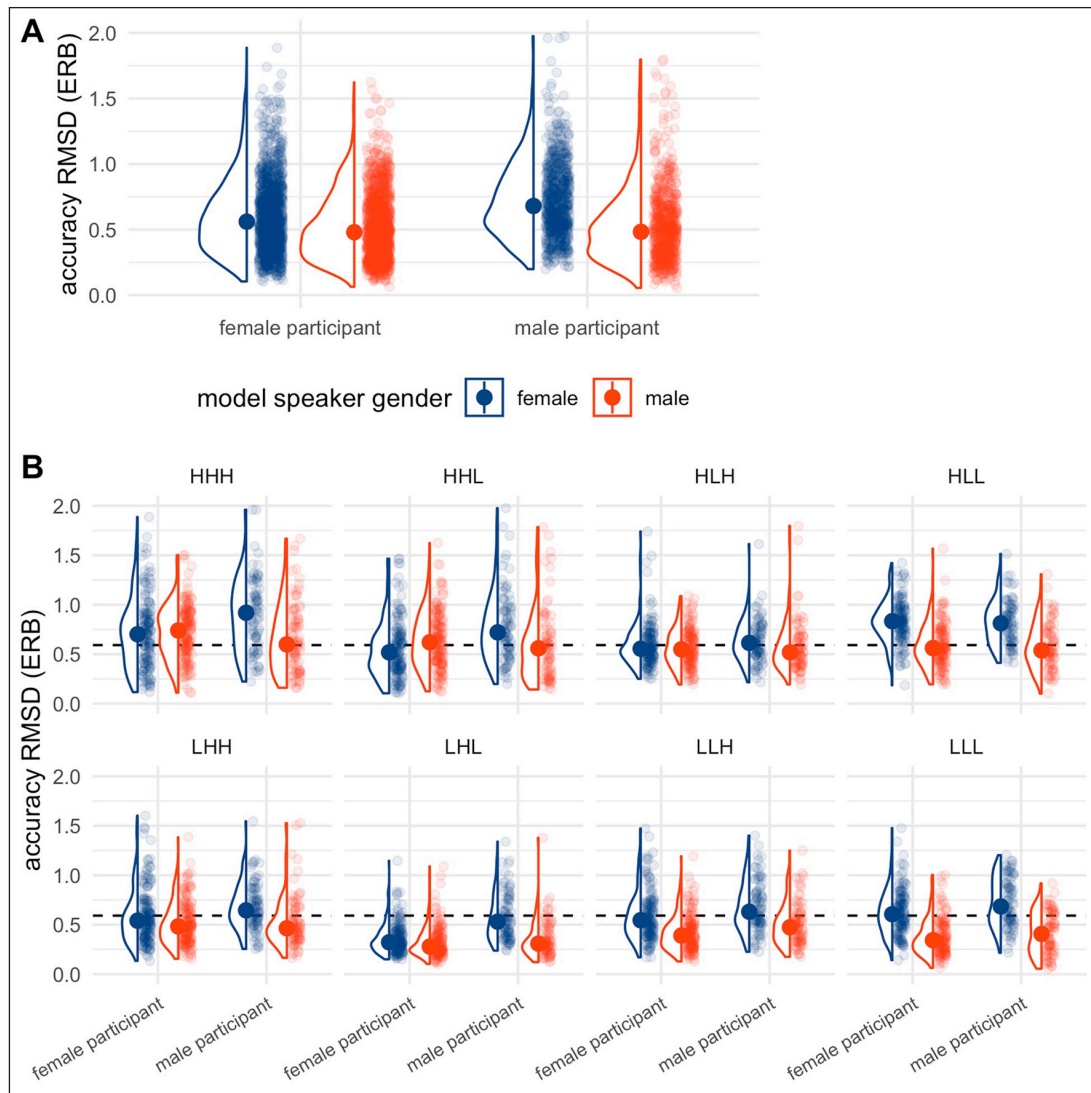 A
accuracy RMSD (ERB)
2.0
1.5
1.0
0.5
0.0
female participant male participant
model speaker gender female male
B
accuracy RMSD (ERB)
HHH HHL HLH HLL
2.0
1.5
1.0
0.5
0.0
LHH LHL LLH LLL
2.0
1.5
1.0
0.5
0.0
female participant male participant female participant male participant female participant male participant female participant male participant